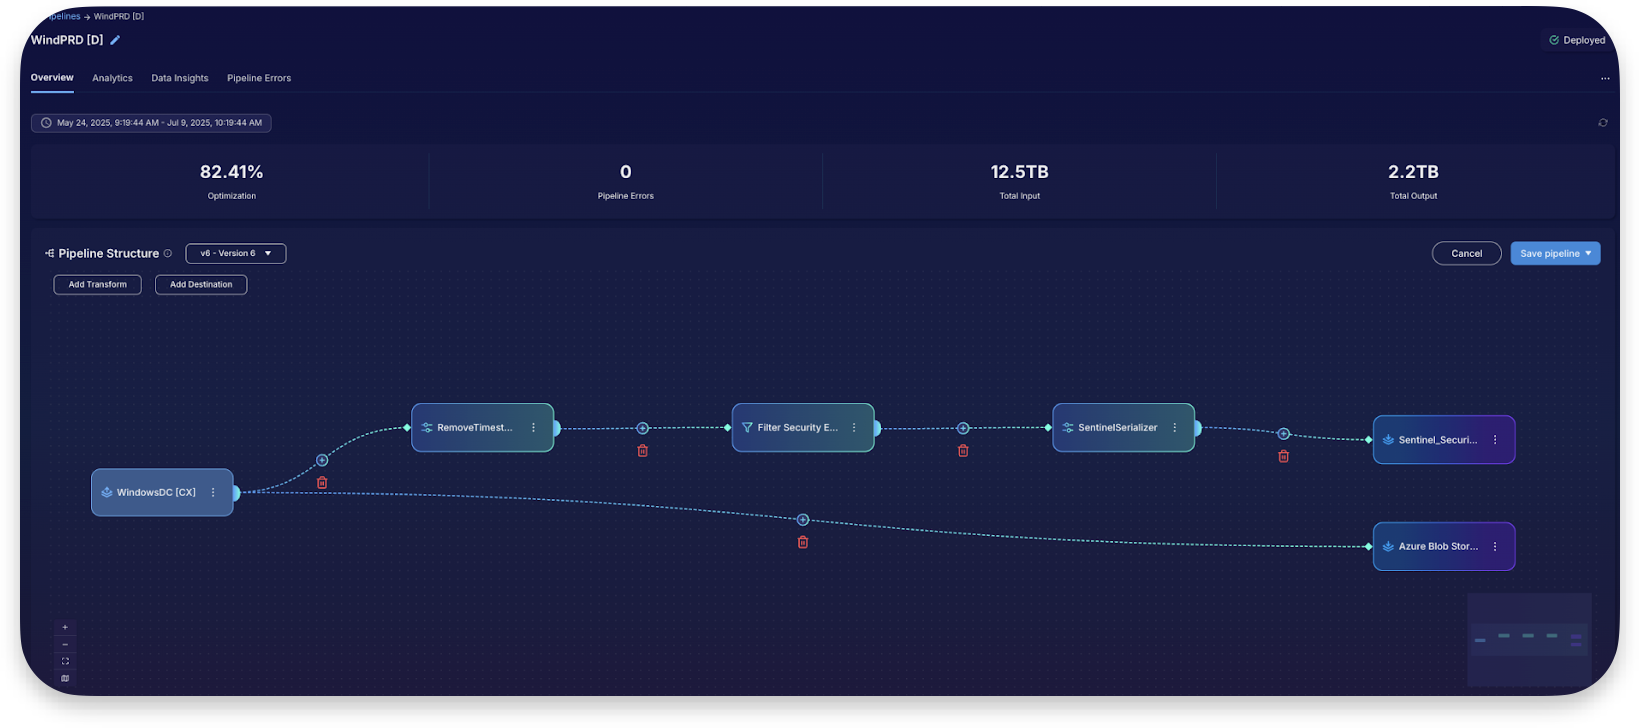 pelines → WindPRD [D]
WindPRD [D]
Deployed
Overview Analytics Data Insights Pipeline Errors
May 24, 2025, 9:19:44 AM - Jul 9, 2025, 10:19:44 AM
82.41% 0 12.5TB 2.2TB
Optimization Pipeline Errors Total Input Total Output
Pipeline Structure v6 - Version 6 Cancel Save pipeline
Add Transform Add Destination
RemoveTimest... Filter Security E... SentinelSerializer
Sentinel_Securi...
WindowsDC [CX]
Azure Blob Stor...